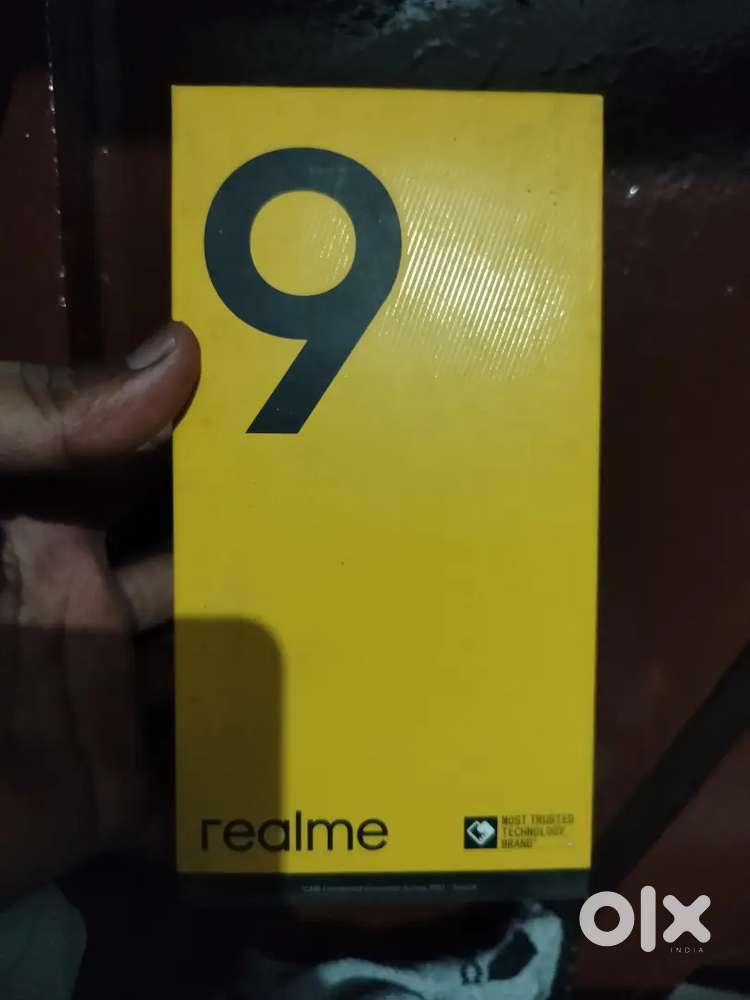 9
realme
MOST TRUSTED
TECHNOLOGY
BRAND*
olx
INDIA